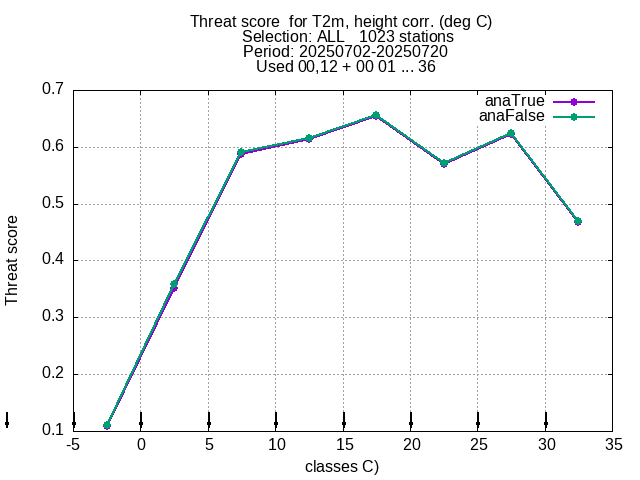 Threat score  for T2m, height corr. (deg C)
Selection: ALL   1023 stations
Period: 20250702-20250720
Used 00,12 + 00 01 ... 36
anaTrue
anaFalse
0.7
0.6
0.5
0.4
0.3
0.2
0.1
Threat score
-5 0 5 10 15 20 25 30 35
classes C)